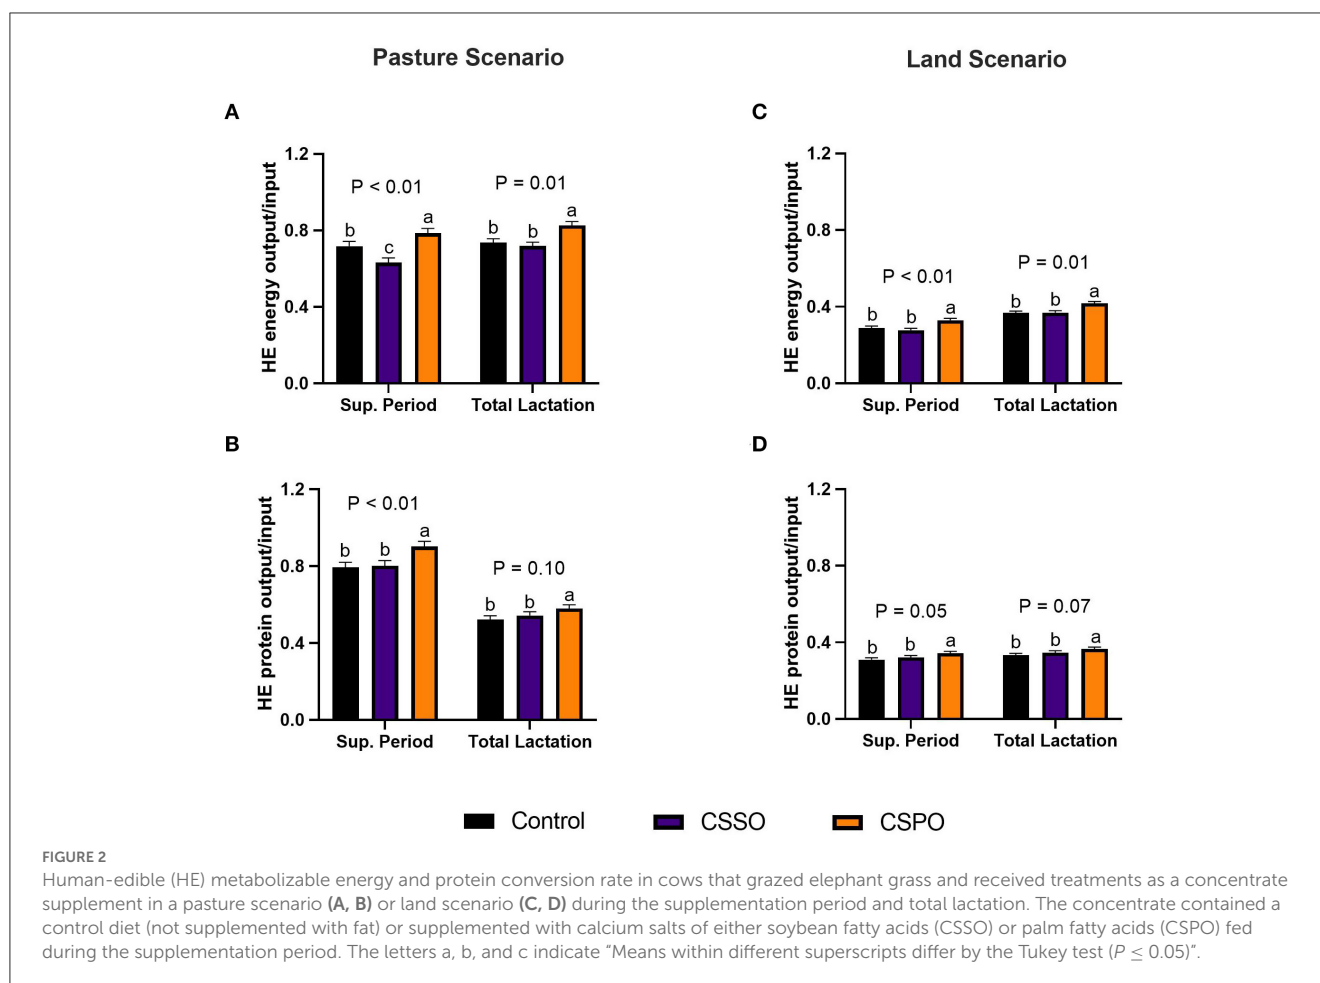 Pasture Scenario
Land Scenario
A
1.2
0.8
0.4
0.0
HE energy output/input
P < 0.01
P = 0.01
b
c
a
b
b
a
Sup. Period
Total Lactation
C
1.2
0.8
0.4
0.0
HE energy output/input
P < 0.01
P = 0.01
b
b
a
b
b
a
Sup. Period
Total Lactation
B
1.2
0.8
0.4
0.0
HE protein output/input
P < 0.01
P = 0.10
b
b
a
b
b
a
Sup. Period
Total Lactation
D
1.2
0.8
0.4
0.0
HE protein output/input
P = 0.05
P = 0.07
b
b
a
b
b
a
Sup. Period
Total Lactation
Control
CSSO
CSPO
FIGURE 2
Human-edible (HE) metabolizable energy and protein conversion rate in cows that grazed elephant grass and received treatments as a concentrate
supplement in a pasture scenario (A, B) or land scenario (C, D) during the supplementation period and total lactation. The concentrate contained a
control diet (not supplemented with fat) or supplemented with calcium salts of either soybean fatty acids (CSSO) or palm fatty acids (CSPO) fed
during the supplementation period. The letters a, b, and c indicate “Means within different superscripts differ by the Tukey test (P ≤ 0.05)“.